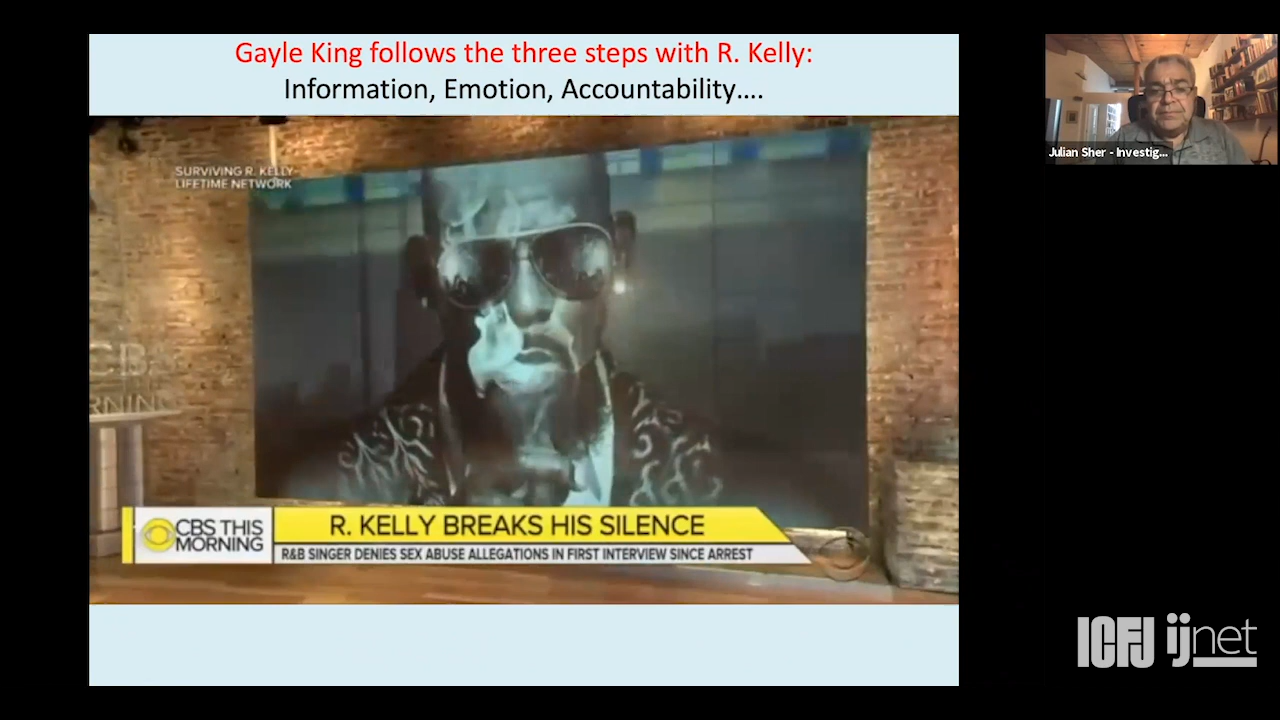 Gayle King follows the three steps with R. Kelly:
Information, Emotion, Accountability….
SURVIVING R. KELLY
LIFETIME NETWORK
CBS THIS
MORNING
R. KELLY BREAKS HIS SILENCE
R&B SINGER DENIES SEX ABUSE ALLEGATIONS IN FIRST INTERVIEW SINCE ARREST
Julian Sher - Investig...
ICFJ ijnet